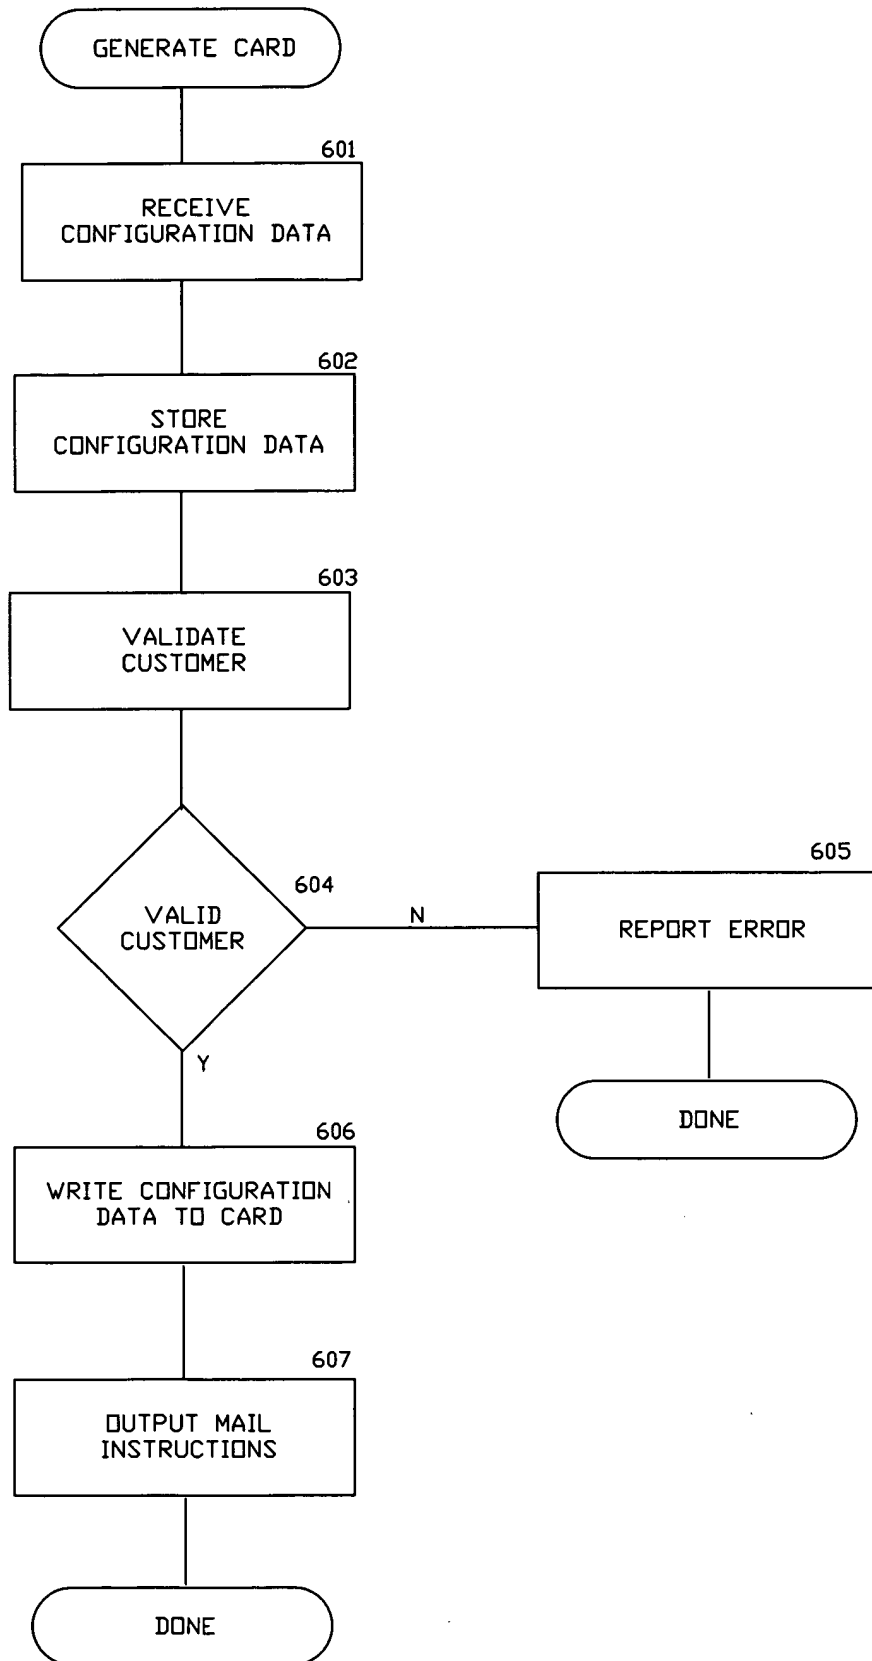 GENERATE CARD
601
RECEIVE
CONFIGURATION DATA
602
STORE
CONFIGURATION DATA
603
VALIDATE
CUSTOMER
604
VALID
CUSTOMER
N
605
REPORT ERROR
DONE
Y
606
WRITE CONFIGURATION
DATA TO CARD
607
OUTPUT MAIL
INSTRUCTIONS
DONE